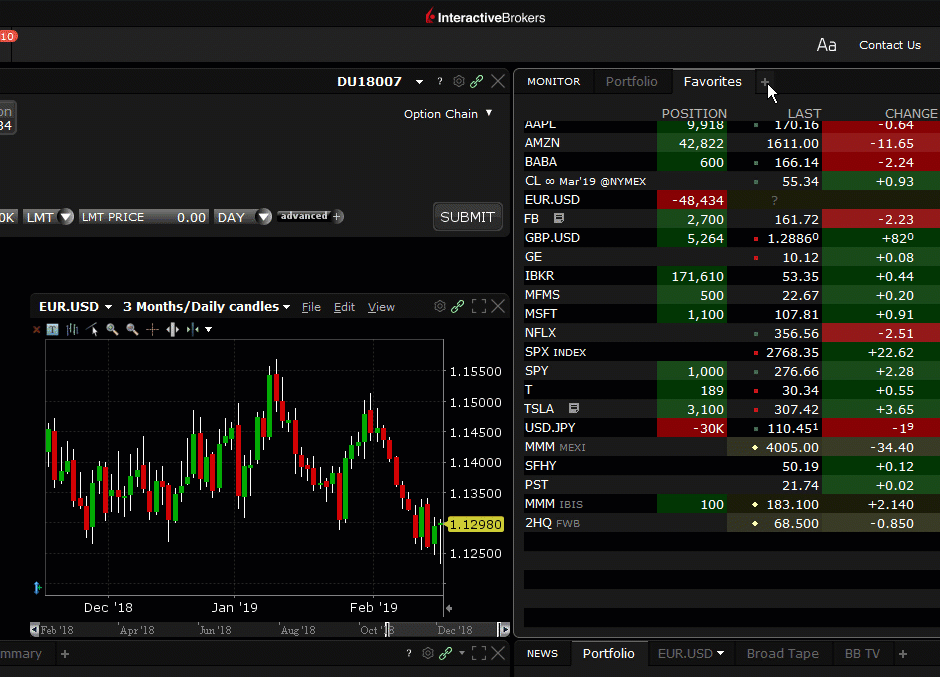 InteractiveBrokers
10
Aa Contact Us
DU18007 ?
Option Chain
on
34
0K LMT LMT PRICE 0.00 DAY advanced +
SUBMIT
EUR.USD 3 Months/Daily candles File Edit View
1.15500
1.15000
1.14500
1.14000
1.13500
1.12980
1.12500
Dec '18 Jan '19 Feb '19
Feb '18 Apr '18 Jun '18 Aug '18 Oct '18 Dec '18
mmary + ?
MONITOR Portfolio Favorites +
POSITION LAST CHANGE
AAPL 9,918 170.16 -0.64
AMZN 42,822 1611.00 -11.65
BABA 600 166.14 -2.24
CL ∞ Mar'19 @NYMEX 55.34 +0.93
EUR.USD -48,434 ?
FB 2,700 161.72 -2.23
GBP.USD 5,264 1.2886⁰ +82⁰
GE 10.12 +0.08
IBKR 171,610 53.35 +0.44
MFMS 500 22.67 +0.20
MSFT 1,100 107.81 +0.91
NFLX 356.56 -2.51
SPX INDEX 2768.35 +22.62
SPY 1,000 276.66 +2.28
T 189 30.34 +0.55
TSLA 3,100 307.42 +3.65
USD.JPY -30K 110.45¹ -1⁹
MMM MEXI 4005.00 -34.40
SFHY 50.19 +0.12
PST 21.74 +0.02
MMM IBIS 100 183.100 +2.140
2HQ FWB 68.500 -0.850
NEWS Portfolio EUR.USD Broad Tape BB TV +